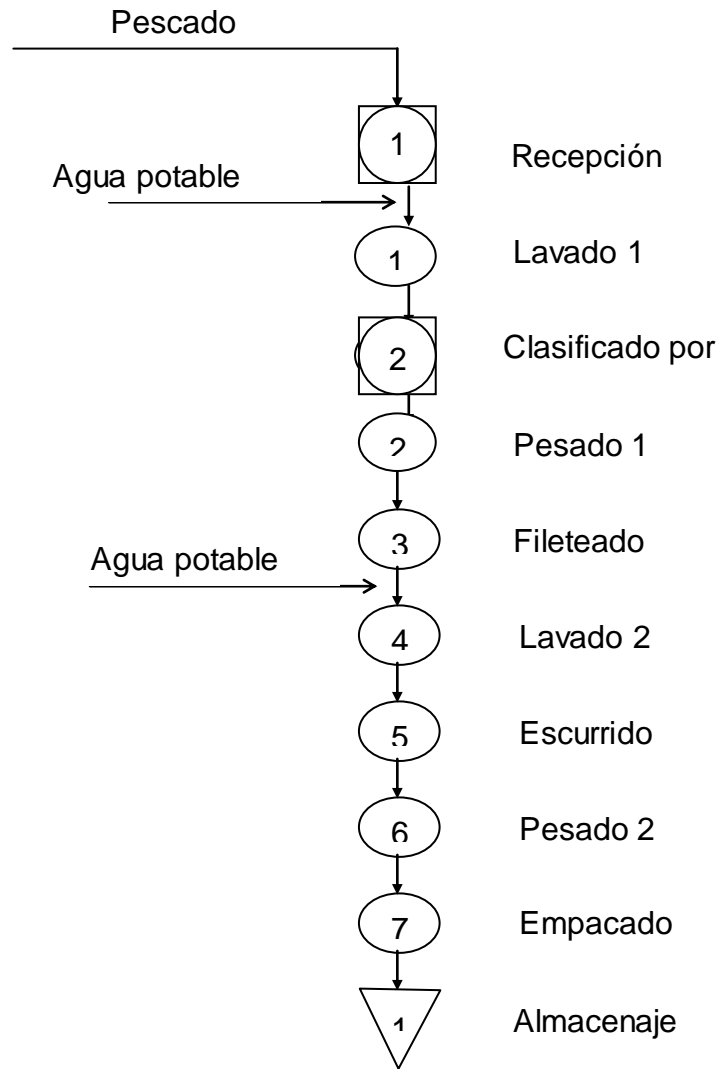 Pescado
1
Recepción
Agua potable
1
Lavado 1
2
Clasificado por
2
Pesado 1
3
Fileteado
Agua potable
4
Lavado 2
5
Escurrido
6
Pesado 2
7
Empacado
1
Almacenaje